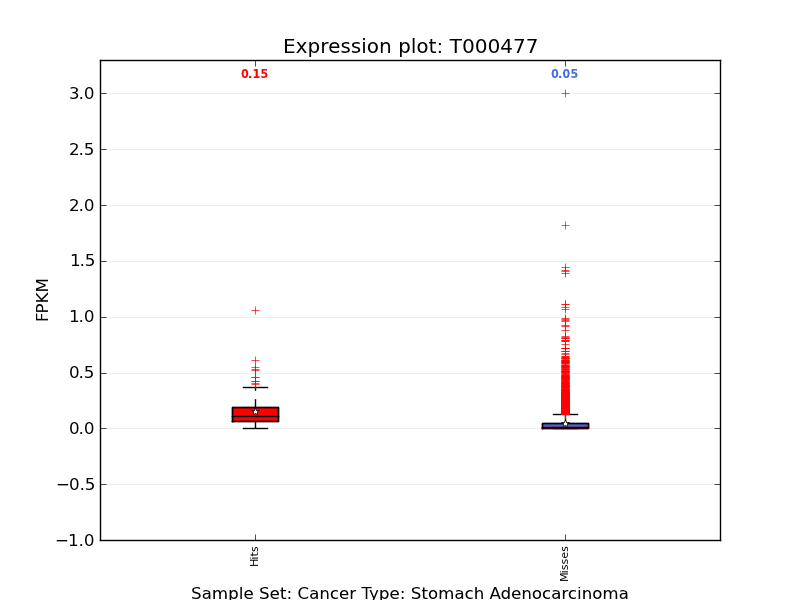 Expression plot: T000477
0.15
0.05
3.0
2.5
2.0
1.5
1.0
0.5
0.0
−0.5
−1.0
FPKM
Hits
Misses
Sample Set: Cancer Type: Stomach Adenocarcinoma